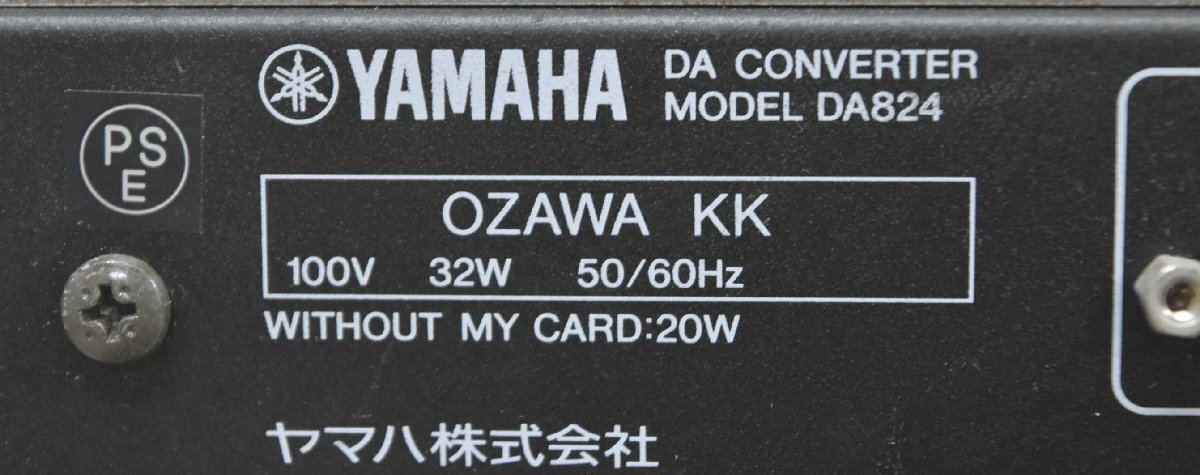 YAMAHA
DA CONVERTER
MODEL DA824
PS
E
OZAWA KK
100V 32W 50/60Hz
WITHOUT MY CARD:20W
ヤマハ株式会社